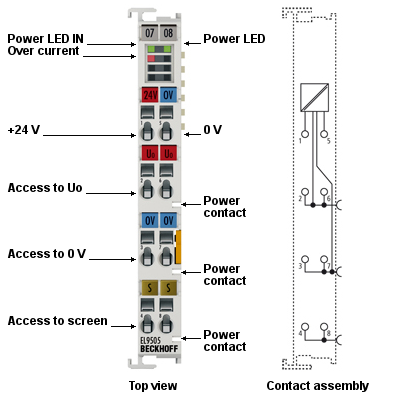 07 08
Power LED IN
Power LED
Over current
24V 0V
+24 V
0 V
1 5
Uo Uo
Access to Uo
2 6
Power
contact
0V 0V
Access to 0 V
3 7
Power
contact
S S
Access to screen
4 8
Power
contact
EL9505
BECKHOFF
Top view
Contact assembly